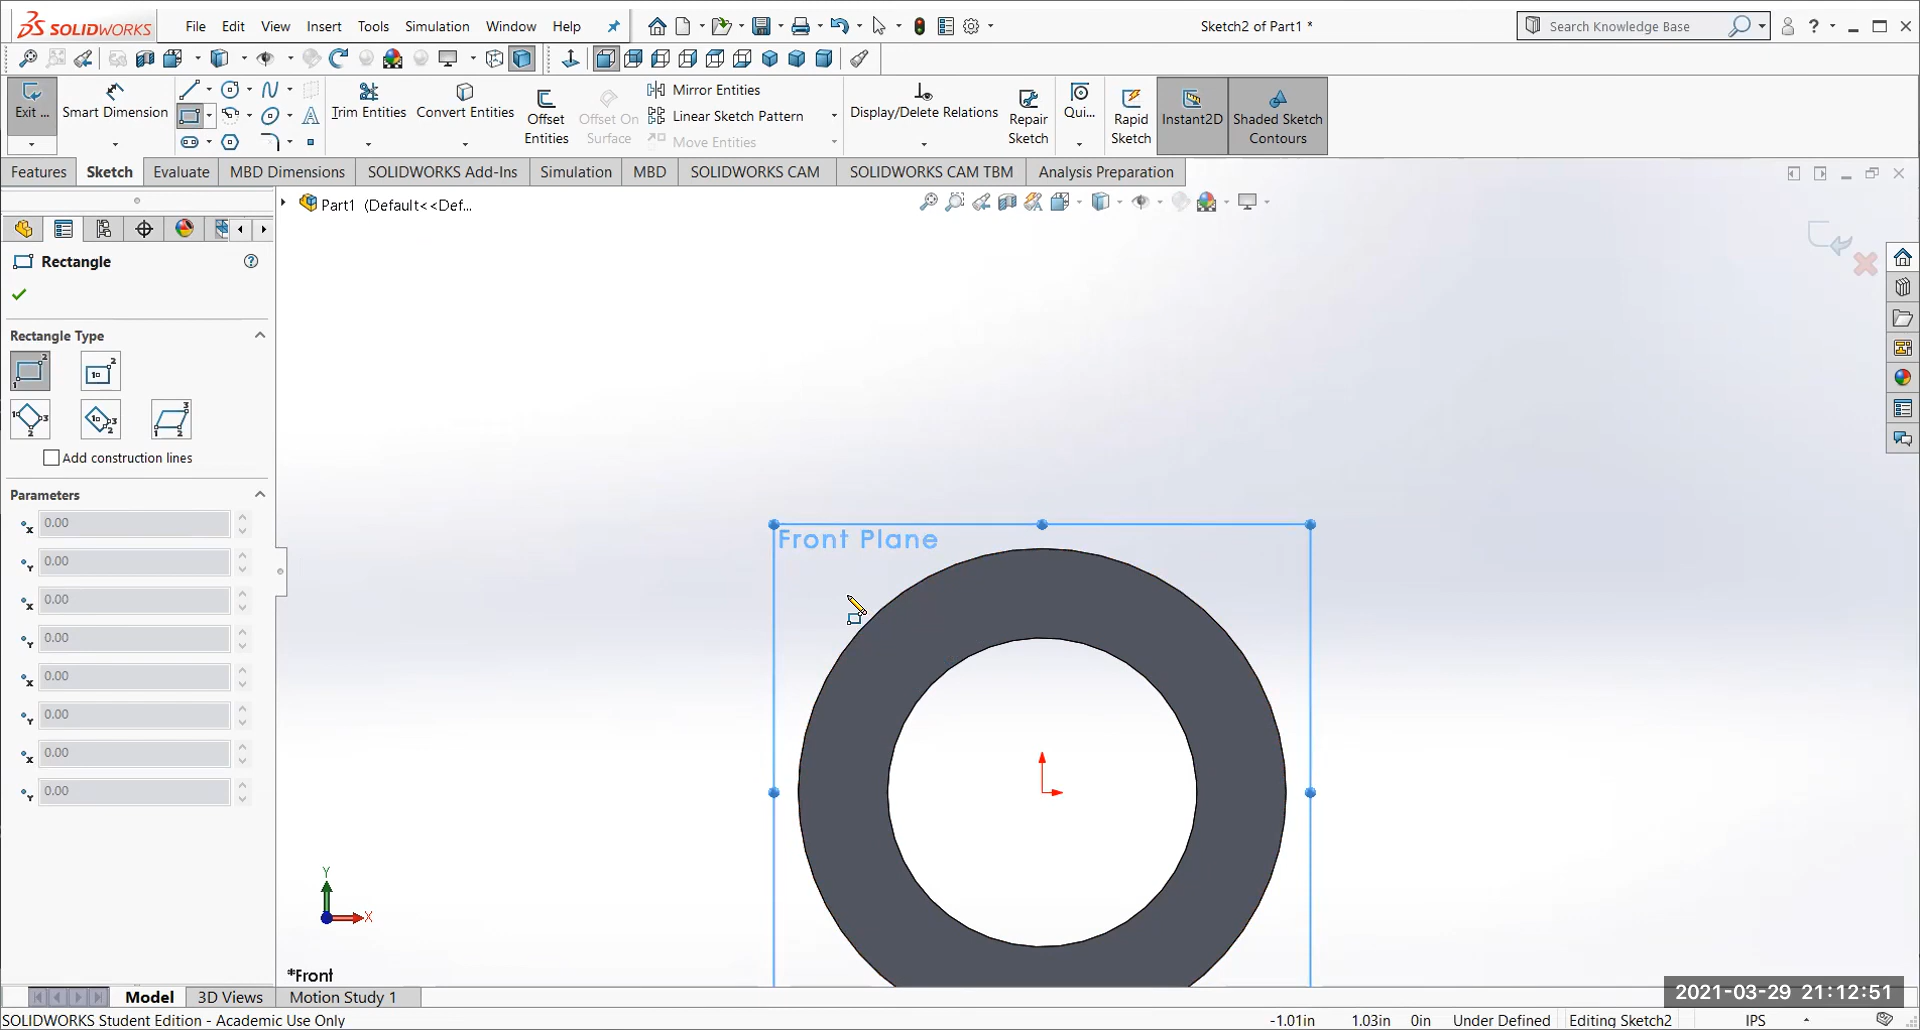 SOLIDWORKS File Edit View Insert Tools Simulation Window Help Sketch2 of Part1 * Search Knowledge Base ?
Exit ... Smart Dimension Trim Entities Convert Entities Offset Entities Offset On Surface Mirror Entities Linear Sketch Pattern Move Entities Display/Delete Relations Repair Sketch Qui... Rapid Sketch Instant2D Shaded Sketch Contours
Features Sketch Evaluate MBD Dimensions SOLIDWORKS Add-Ins Simulation MBD SOLIDWORKS CAM SOLIDWORKS CAM TBM Analysis Preparation
Part1 (Default<<Def...
Rectangle ?
Rectangle Type
Add construction lines
Parameters
x 0.00
Y 0.00
x 0.00
Y 0.00
x 0.00
Y 0.00
x 0.00
Y 0.00
Front Plane
Y
X
*Front
Model 3D Views Motion Study 1
2021-03-29 21:12:51
SOLIDWORKS Student Edition - Academic Use Only -1.01in 1.03in 0in Under Defined Editing Sketch2 IPS